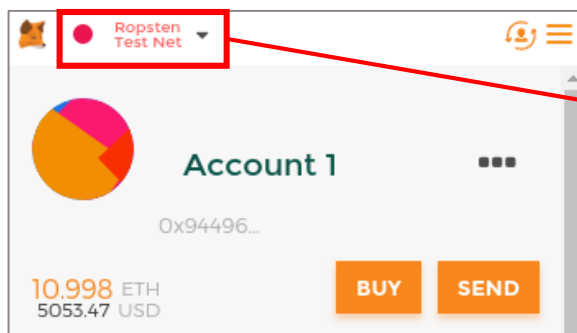 Ropsten
Test Net
Account 1
0x94496...
10.998 ETH
5053.47 USD
BUY
SEND